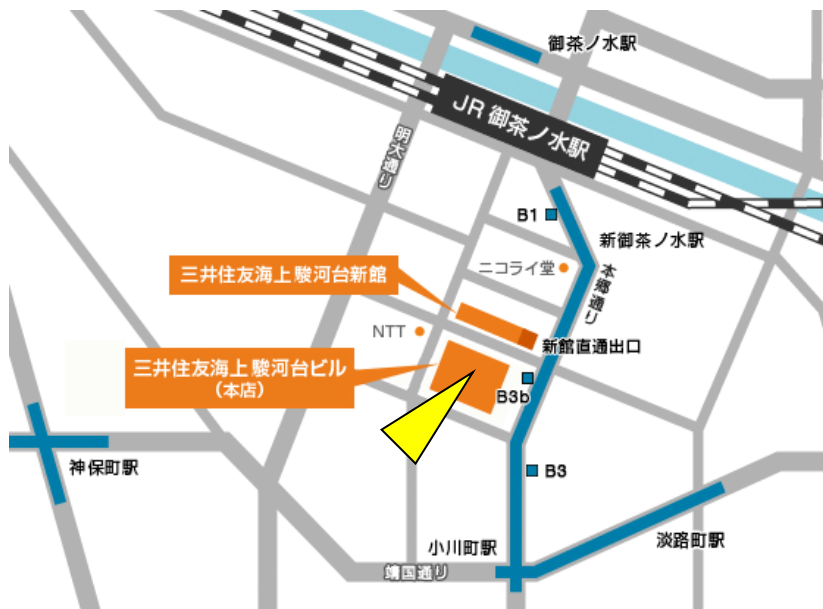 御茶ノ水駅
JR 御茶ノ水駅
明大通り
B1
新御茶ノ水駅
ニコライ堂
本郷通り
三井住友海上 駿河台新館
NTT
新館直通出口
三井住友海上 駿河台ビル
（本店）
B3b
神保町駅
B3
小川町駅
淡路町駅
靖国通り